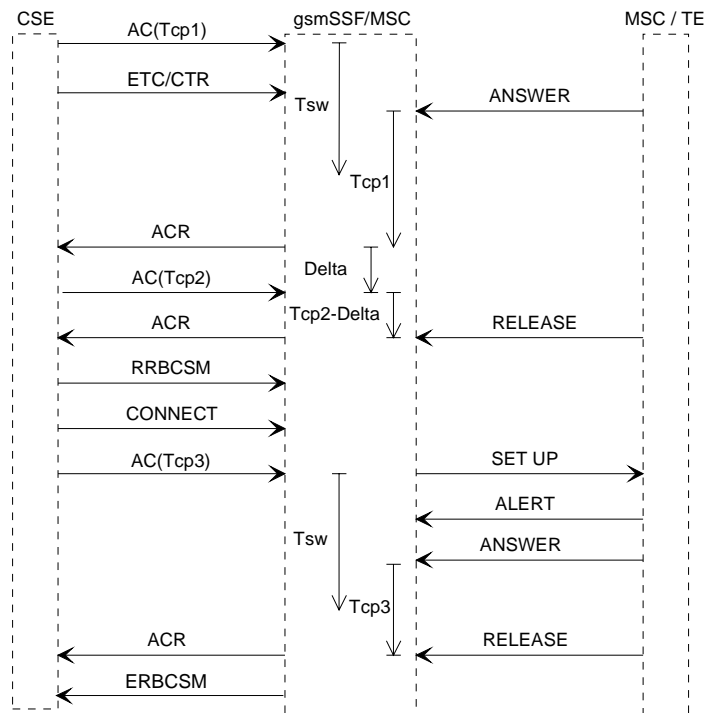 CSE gsmSSF/MSC MSC / TE
AC(Tcp1)
ETC/CTR
Tsw
ANSWER
Tcp1
ACR
Delta
AC(Tcp2)
Tcp2-Delta
ACR
RELEASE
RRBCSM
CONNECT
AC(Tcp3)
SET UP
ALERT
Tsw
ANSWER
Tcp3
ACR
RELEASE
ERBCSM